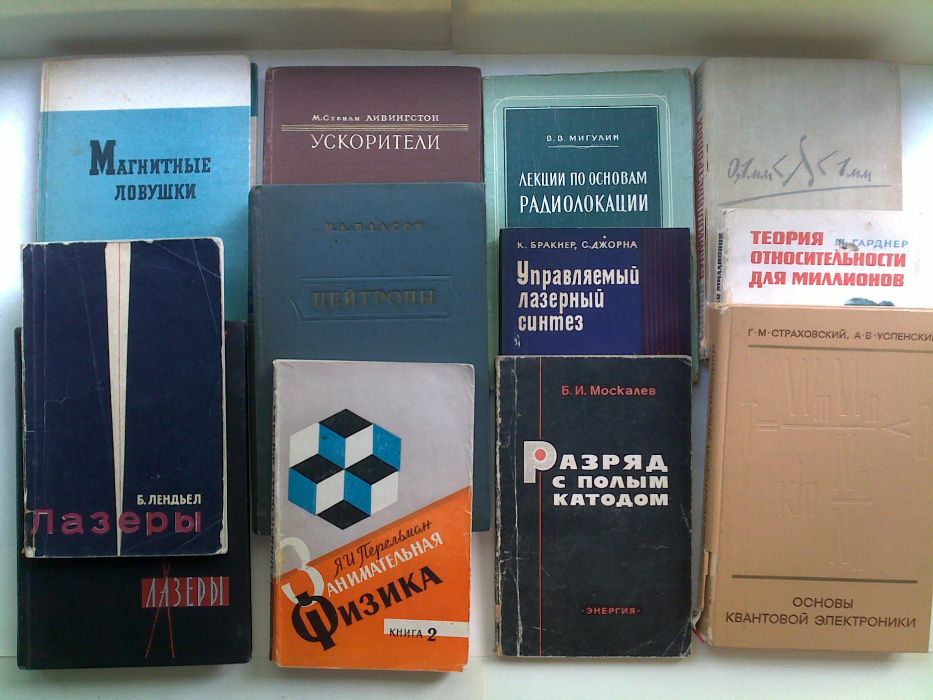 Магнитные
ловушки
М. Стенли ЛИВИНГСТОН
УСКОРИТЕЛИ
В. В. МИГУЛИН
ЛЕКЦИИ ПО ОСНОВАМ
РАДИОЛОКАЦИИ
Н.А. ВЛАСОВ
НЕЙТРОНЫ
К. БРАКНЕР, С. ДЖОРНА
Управляемый
лазерный
синтез
М. ГАРДНЕР
ТЕОРИЯ
ОТНОСИТЕЛЬНОСТИ
ДЛЯ МИЛЛИОНОВ
Б. ЛЕНДЬЕЛ
Лазеры
ЛАЗЕРЫ
Я.И. Перельман
ЗАНИМАТЕЛЬНАЯ
ФИЗИКА
КНИГА 2
Б. И. Москалев
РАЗРЯД
С ПОЛЫМ
КАТОДОМ
·ЭНЕРГИЯ·
Г·М·СТРАХОВСКИЙ, А·В·УСПЕНСКИЙ
ОСНОВЫ
КВАНТОВОЙ ЭЛЕКТРОНИКИ